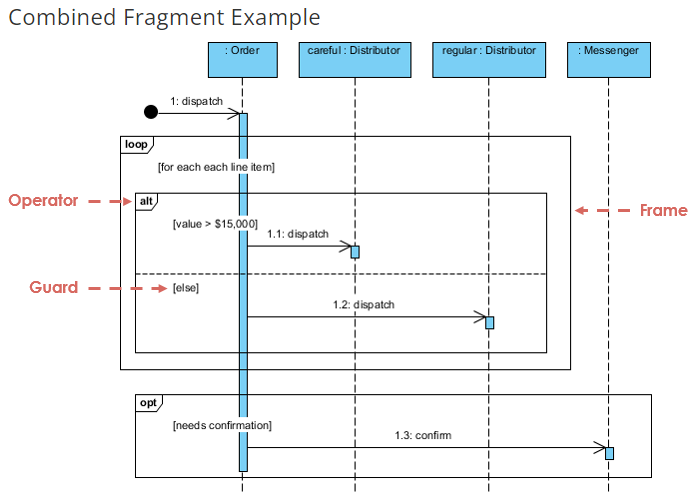 Combined Fragment Example
: Order
careful : Distributor
regular : Distributor
: Messenger
1: dispatch
loop
[for each each line item]
Operator
alt
Frame
[value > $15,000]
1.1: dispatch
Guard
[else]
1.2: dispatch
opt
[needs confirmation]
1.3: confirm